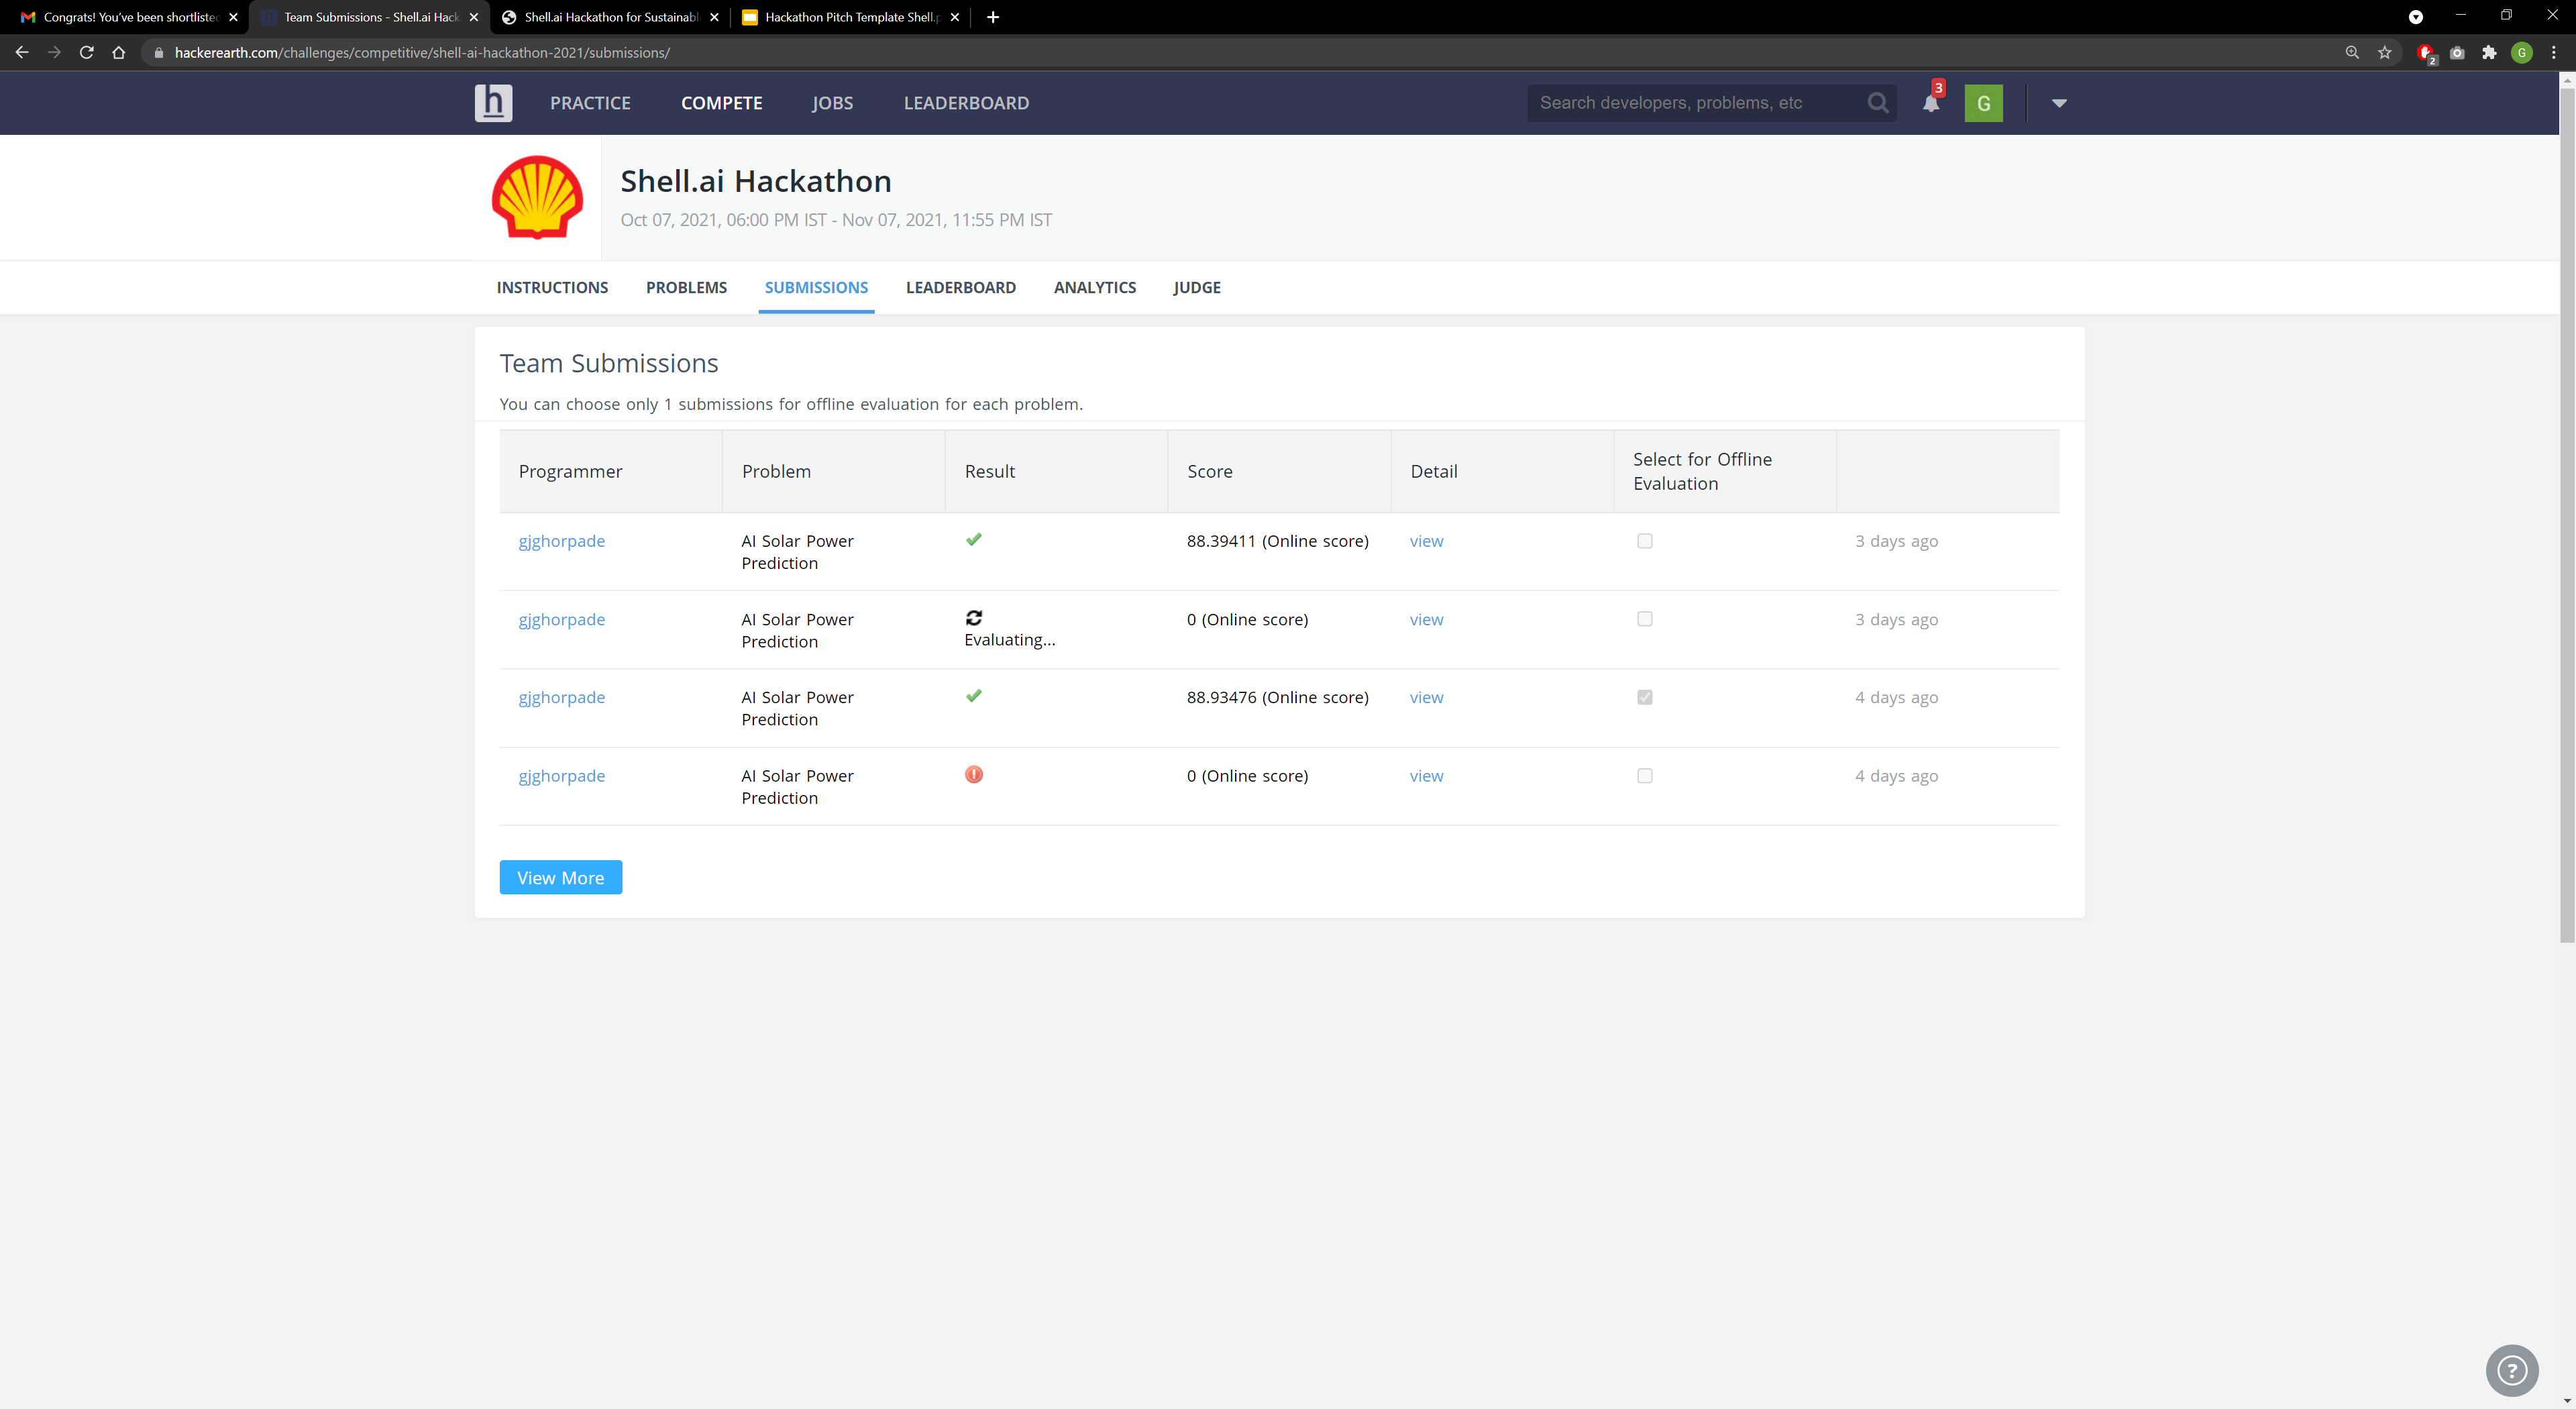 Congrats! You've been shortlisted
Team Submissions - Shell.ai Hack
Shell.ai Hackathon for Sustainabl
Hackathon Pitch Template Shell.p
hackerearth.com/challenges/competitive/shell-ai-hackathon-2021/submissions/
2
G
h
PRACTICE
COMPETE
JOBS
LEADERBOARD
Search developers, problems, etc
3
G
Shell.ai Hackathon
Oct 07, 2021, 06:00 PM IST - Nov 07, 2021, 11:55 PM IST
INSTRUCTIONS
PROBLEMS
SUBMISSIONS
LEADERBOARD
ANALYTICS
JUDGE
Team Submissions
You can choose only 1 submissions for offline evaluation for each problem.
Programmer
Problem
Result
Score
Detail
Select for Offline
Evaluation
gjghorpade
AI Solar Power
Prediction
88.39411 (Online score)
view
3 days ago
gjghorpade
AI Solar Power
Prediction
Evaluating...
0 (Online score)
view
3 days ago
gjghorpade
AI Solar Power
Prediction
88.93476 (Online score)
view
4 days ago
gjghorpade
AI Solar Power
Prediction
0 (Online score)
view
4 days ago
View More
?